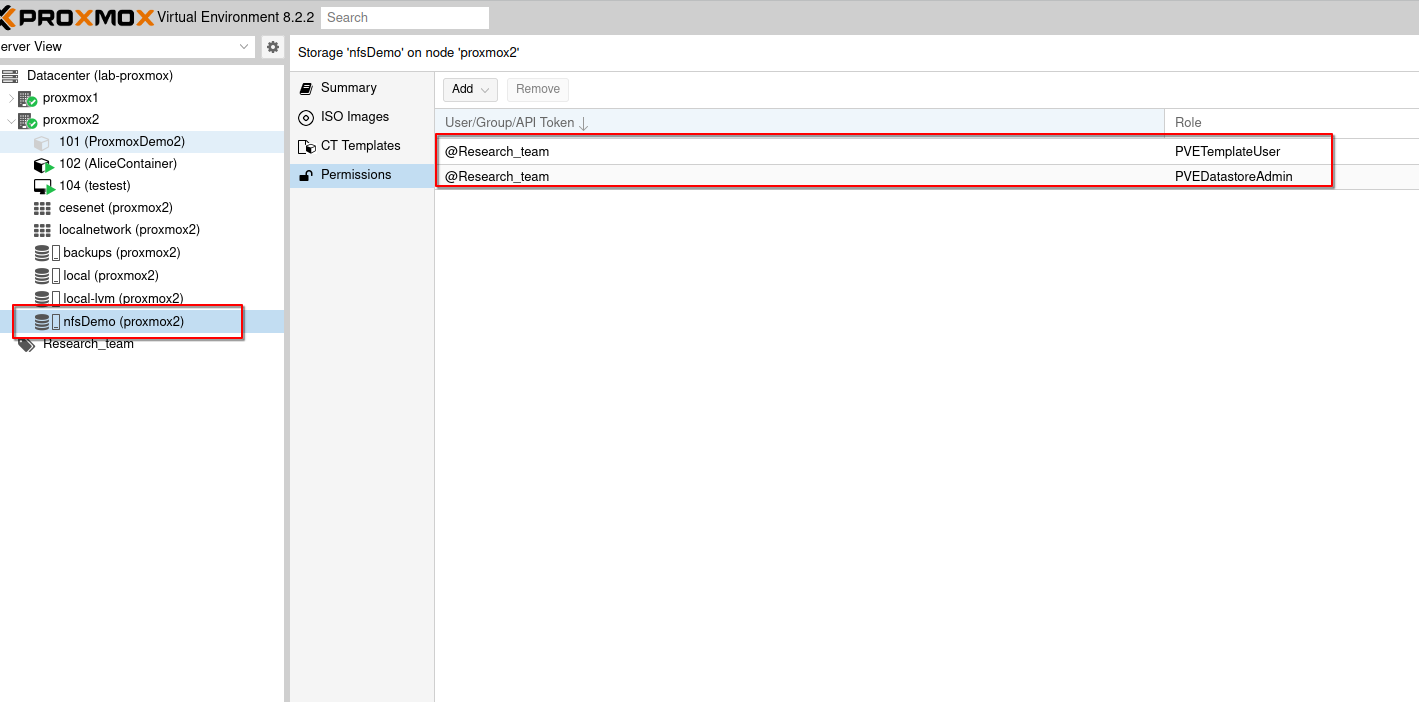 PROXMOX Virtual Environment 8.2.2 Search
erver View
Storage 'nfsDemo' on node 'proxmox2'
Datacenter (lab-proxmox)
proxmox1
proxmox2
101 (ProxmoxDemo2)
102 (AliceContainer)
104 (testest)
cesenet (proxmox2)
localnetwork (proxmox2)
backups (proxmox2)
local (proxmox2)
local-lvm (proxmox2)
nfsDemo (proxmox2)
Research_team
Summary
ISO Images
CT Templates
Permissions
Add Remove
User/Group/API Token Role
@Research_team PVETemplateUser
@Research_team PVEDatastoreAdmin